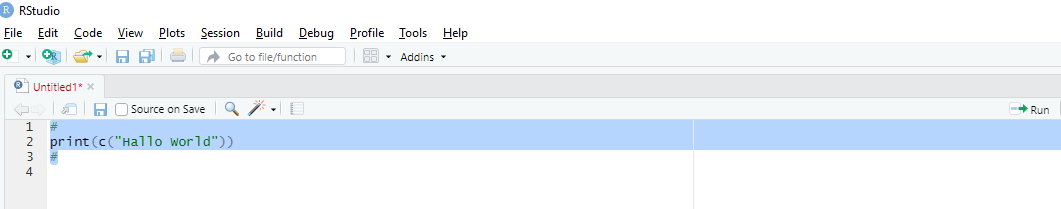 R RStudio
File Edit Code View Plots Session Build Debug Profile Tools Help
Go to file/function Addins
Untitled1*
Source on Save Run
1 #
2 print(c("Hallo World"))
3 #
4